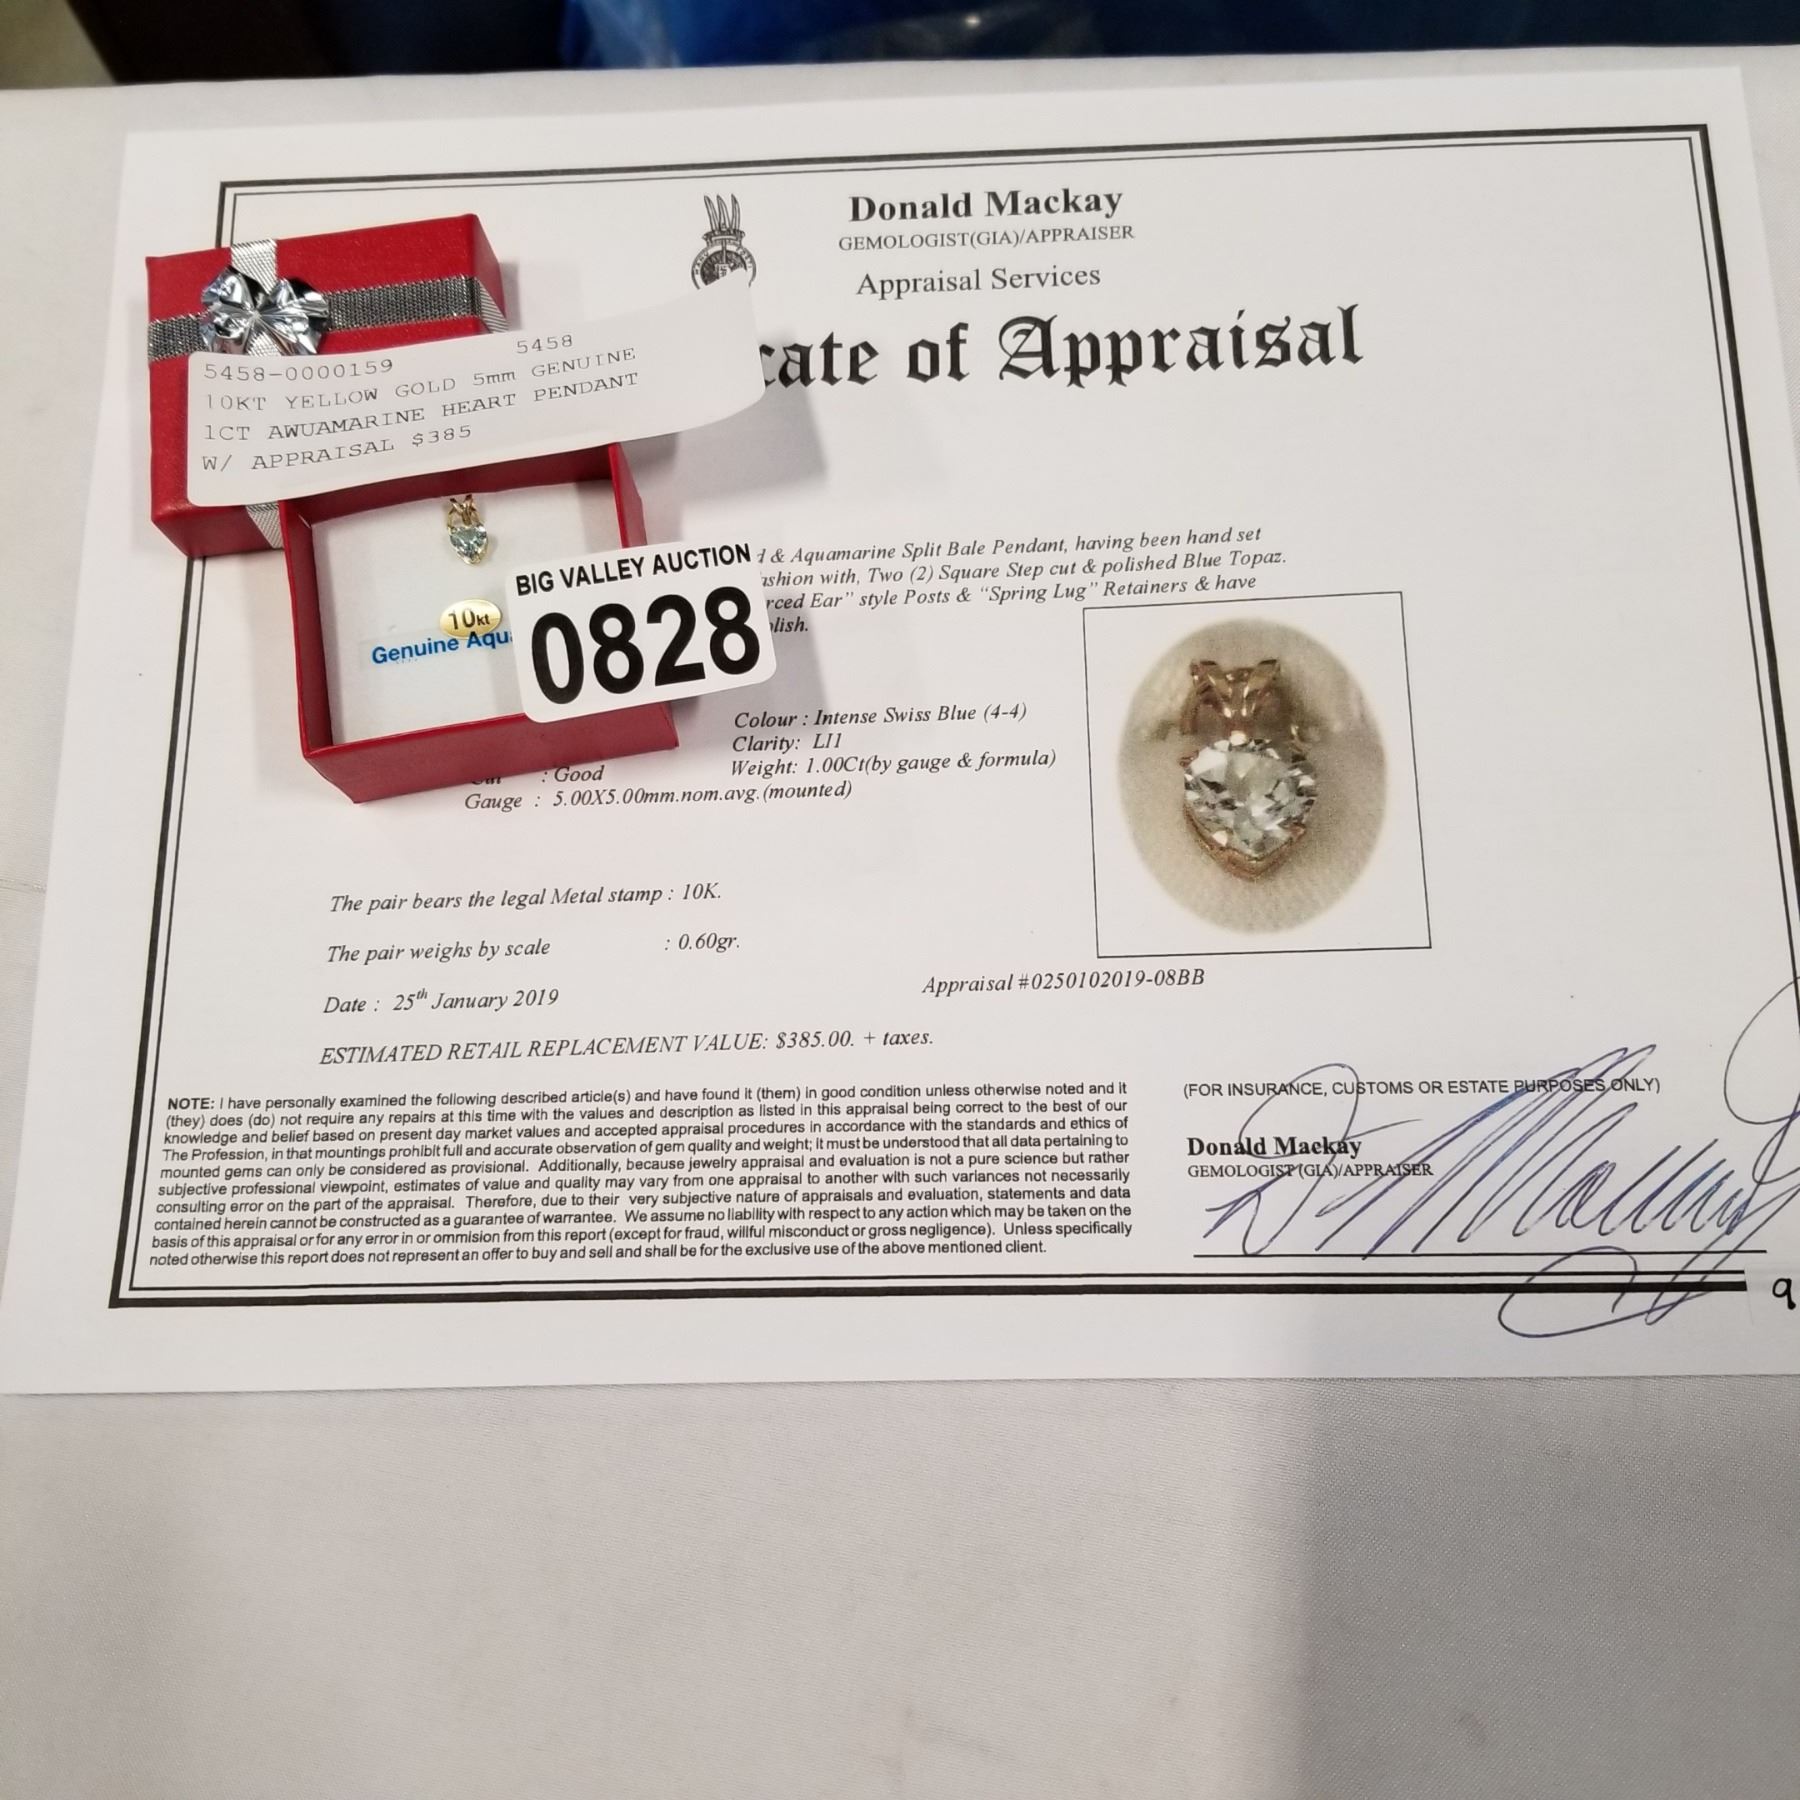 Donald Mackay
GEMOLOGIST(GIA)/APPRAISER
Appraisal Services
cate of Appraisal
5458-0000159 5458
10KT YELLOW GOLD 5mm GENUINE
1CT AWUAMARINE HEART PENDANT
W/ APPRAISAL $385
BIG VALLEY AUCTION
0828
10kt
Genuine Aqu
& Aquamarine Split Bale Pendant, having been hand set
ashion with, Two (2) Square Step cut & polished Blue Topaz.
rced Ear" style Posts & "Spring Lug" Retainers & have
lish.
Colour : Intense Swiss Blue (4-4)
Clarity: LI1
: Good Weight: 1.00Ct(by gauge & formula)
Gauge : 5.00X5.00mm.nom.avg.(mounted)
The pair bears the legal Metal stamp : 10K.
The pair weighs by scale : 0.60gr.
Date : 25th January 2019
Appraisal #0250102019-08BB
ESTIMATED RETAIL REPLACEMENT VALUE: $385.00. + taxes.
NOTE: I have personally examined the following described article(s) and have found it (them) in good condition unless otherwise noted and it
(they) does (do) not require any repairs at this time with the values and description as listed in this appraisal being correct to the best of our
knowledge and belief based on present day market values and accepted appraisal procedures in accordance with the standards and ethics of
The Profession, in that mountings prohibit full and accurate observation of gem quality and weight; it must be understood that all data pertaining to
mounted gems can only be considered as provisional. Additionally, because jewelry appraisal and evaluation is not a pure science but rather
subjective professional viewpoint, estimates of value and quality may vary from one appraisal to another with such variances not necessarily
consulting error on the part of the appraisal. Therefore, due to their very subjective nature of appraisals and evaluation, statements and data
contained herein cannot be constructed as a guarantee of warrantee. We assume no liability with respect to any action which may be taken on the
basis of this appraisal or for any error in or ommision from this report (except for fraud, willful misconduct or gross negligence). Unless specifically
noted otherwise this report does not represent an offer to buy and sell and shall be for the exclusive use of the above mentioned client.
(FOR INSURANCE, CUSTOMS OR ESTATE PURPOSES ONLY)
Donald Mackay
GEMOLOGIST (GIA)/APPRAISER
9